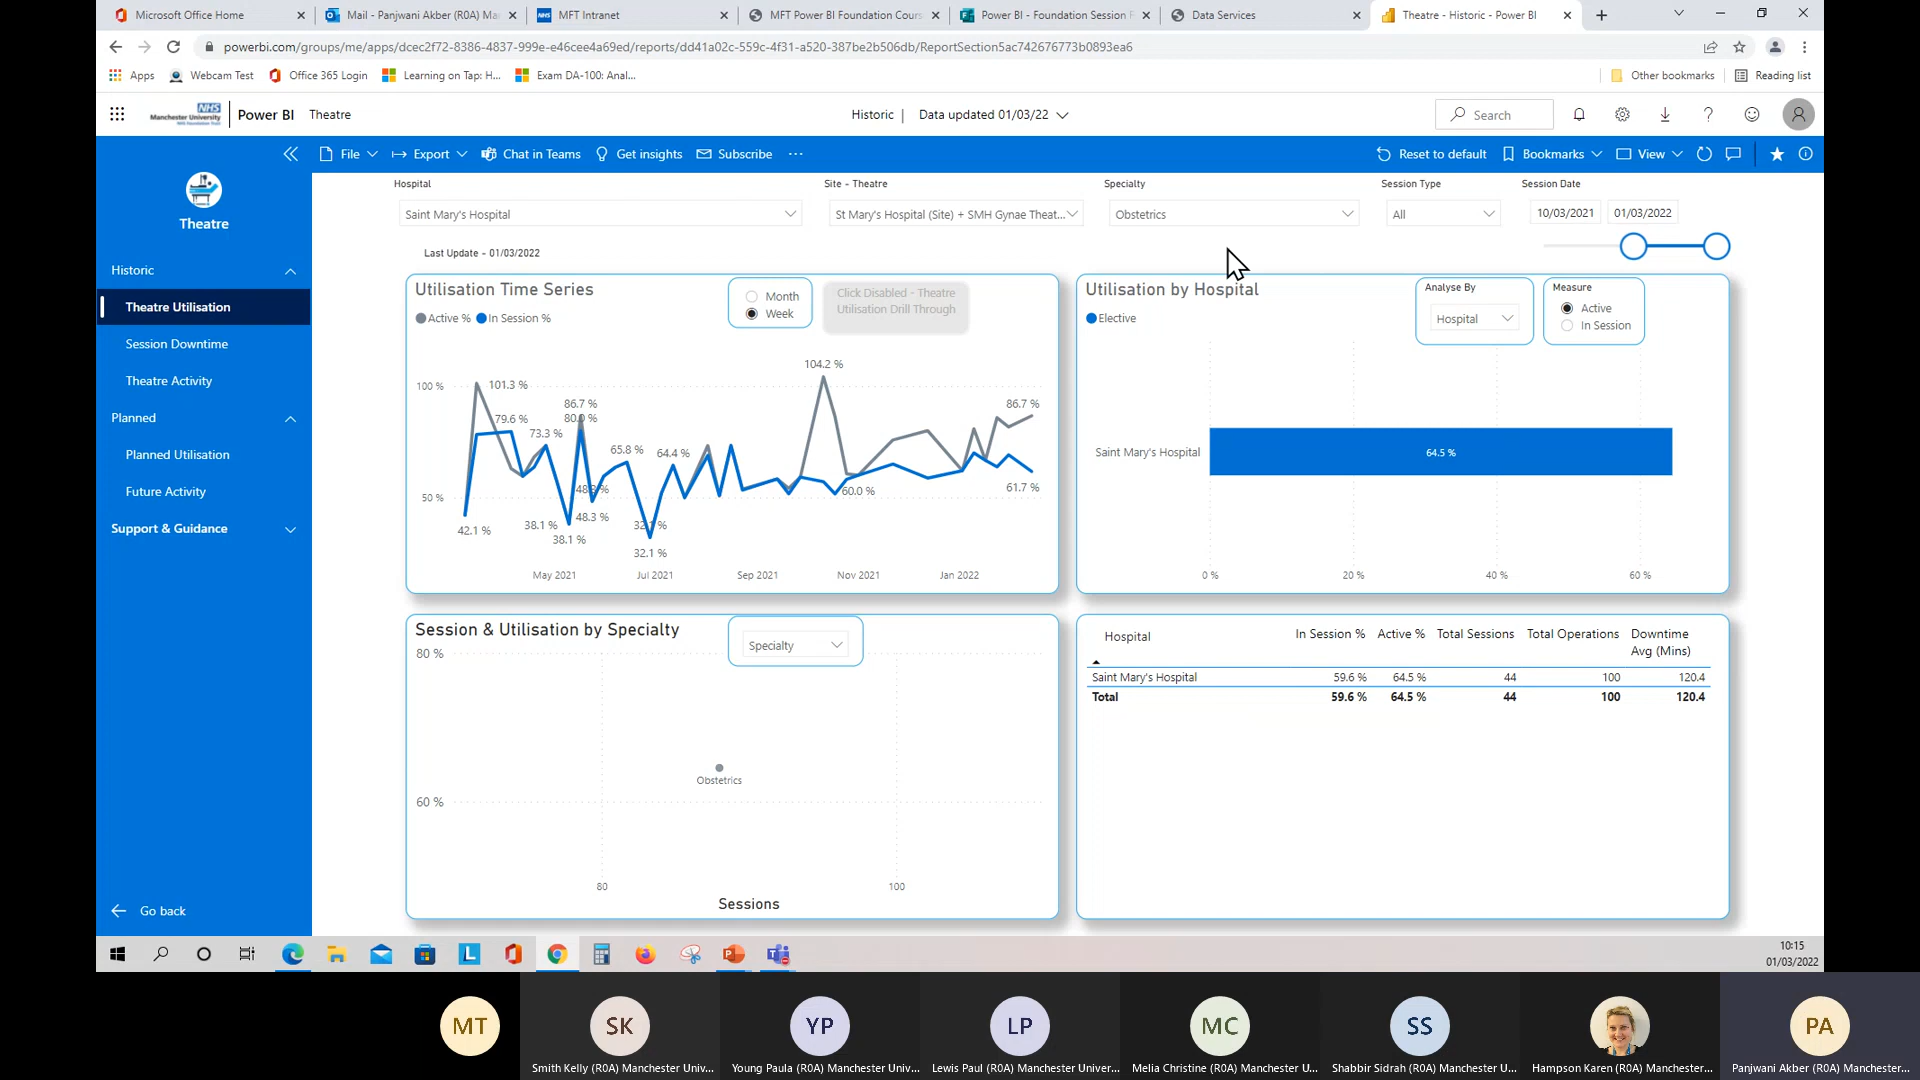 Microsoft Office Home
Mail - Panjwani Akber (R0A) Ma
MFT Intranet
MFT Power BI Foundation Cours
Power BI - Foundation Session F
Data Services
Theatre - Historic - Power BI
powerbi.com/groups/me/apps/dcec2f72-8386-4837-999e-e46cee4a69ed/reports/dd41a02c-559c-4f31-a520-387be2b506db/ReportSection5ac742676773b0893ea6
Apps
Webcam Test
Office 365 Login
Learning on Tap: H...
Exam DA-100: Anal...
Other bookmarks
Reading list
NHS
Manchester University
NHS Foundation Trust
Power BI
Theatre
Historic | Data updated 01/03/22
Search
File
Export
Chat in Teams
Get insights
Subscribe
Reset to default
Bookmarks
View
Theatre
Historic
Theatre Utilisation
Session Downtime
Theatre Activity
Planned
Planned Utilisation
Future Activity
Support & Guidance
Go back
Hospital
Saint Mary's Hospital
Site - Theatre
St Mary's Hospital (Site) + SMH Gynae Theat...
Specialty
Obstetrics
Session Type
All
Session Date
10/03/2021
01/03/2022
Last Update - 01/03/2022
Utilisation Time Series
Active % In Session %
Month
Week
Click Disabled - Theatre
Utilisation Drill Through
100 %
50 %
42.1 %
101.3 %
79.6 %
73.3 %
38.1 %
38.1 %
86.7 %
80.0 %
48.3 %
48.3 %
65.8 %
32.1 %
32.1 %
64.4 %
104.2 %
60.0 %
86.7 %
61.7 %
May 2021
Jul 2021
Sep 2021
Nov 2021
Jan 2022
Utilisation by Hospital
Elective
Analyse By
Hospital
Measure
Active
In Session
Saint Mary's Hospital
64.5 %
0 %
20 %
40 %
60 %
Session & Utilisation by Specialty
Specialty
80 %
60 %
Obstetrics
80
100
Sessions
Hospital In Session % Active % Total Sessions Total Operations Downtime
Avg (Mins)
Saint Mary's Hospital 59.6 % 64.5 % 44 100 120.4
Total 59.6 % 64.5 % 44 100 120.4
10:15
01/03/2022
MT
SK
YP
LP
MC
SS
PA
Smith Kelly (R0A) Manchester Univ...
Young Paula (R0A) Manchester Univ...
Lewis Paul (R0A) Manchester Univer...
Melia Christine (R0A) Manchester U...
Shabbir Sidrah (R0A) Manchester U...
Hampson Karen (R0A) Manchester...
Panjwani Akber (R0A) Manchester...